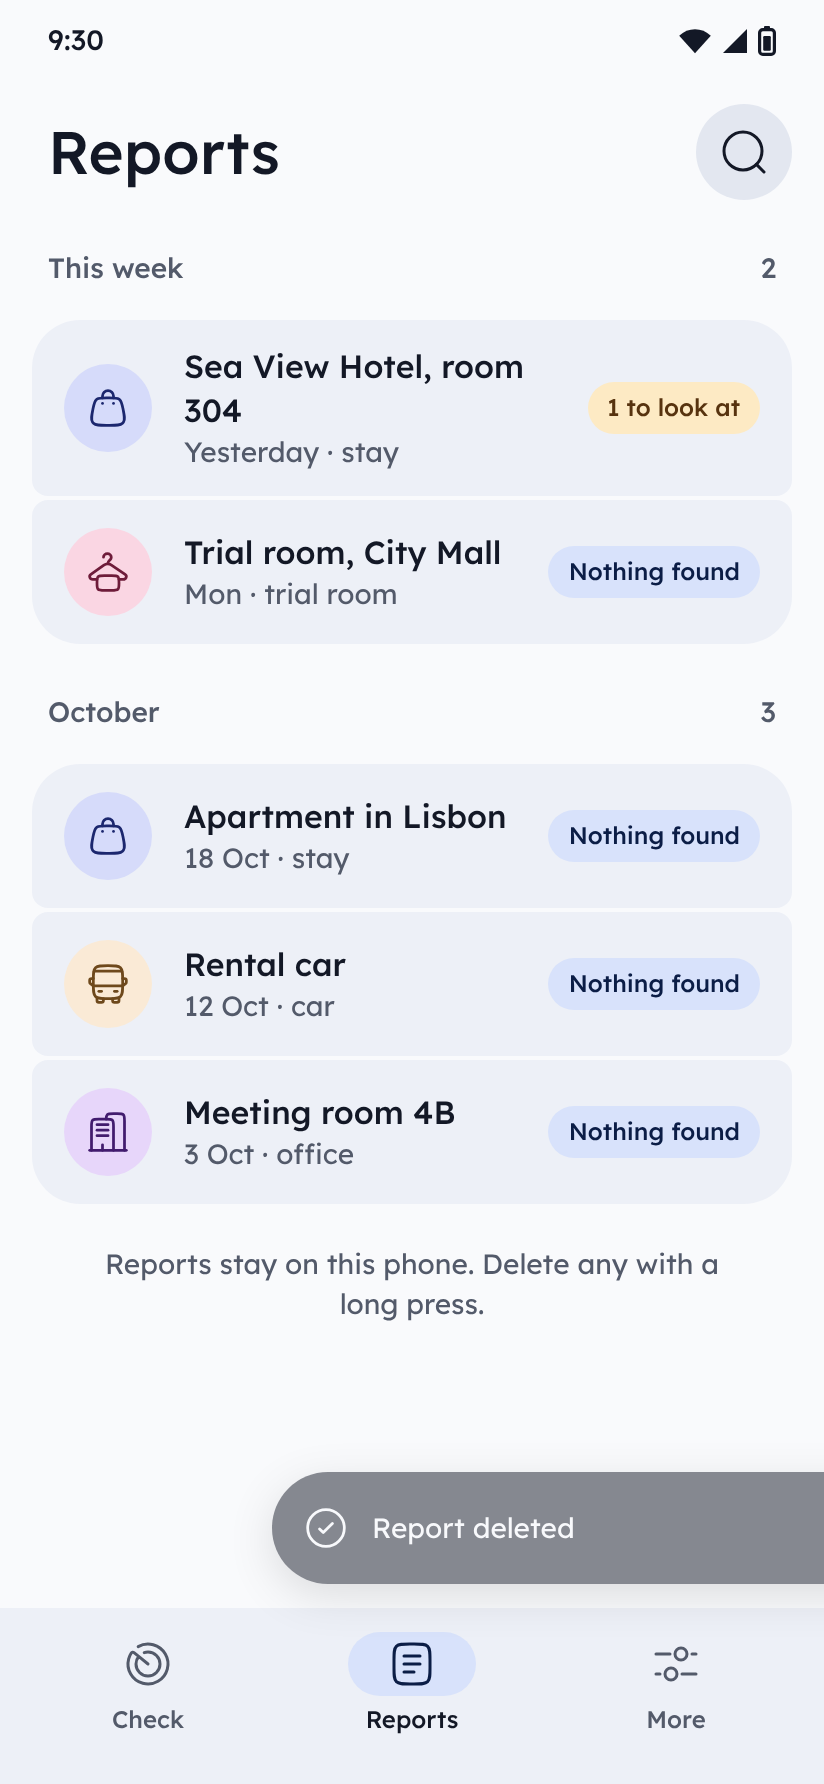 9:30
Reports
This week
2
Sea View Hotel, room
304
Yesterday · stay
1 to look at
Trial room, City Mall
Mon · trial room
Nothing found
October
3
Apartment in Lisbon
18 Oct · stay
Nothing found
Rental car
12 Oct · car
Nothing found
Meeting room 4B
3 Oct · office
Nothing found
Reports stay on this phone. Delete any with a
long press.
Report deleted
Check
Reports
More